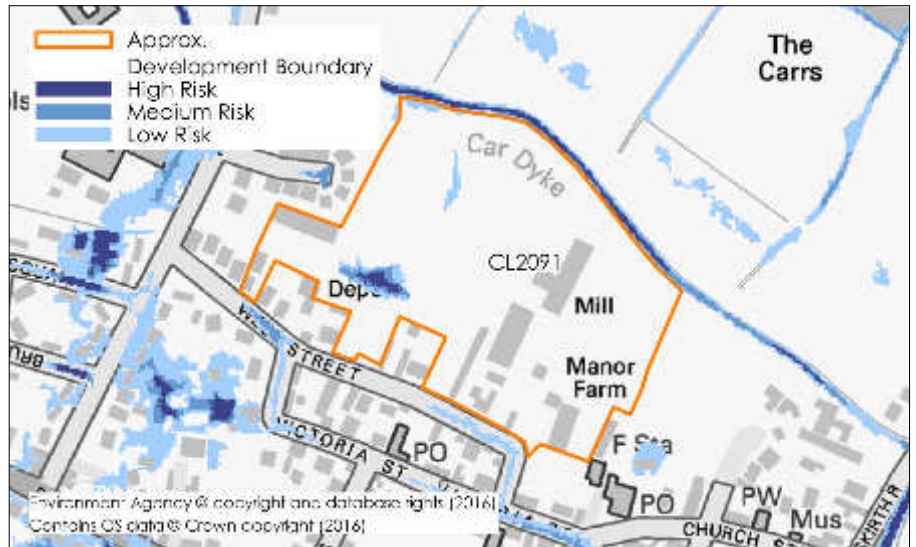 Approx.
Development Boundary
High Risk
Medium Risk
Low Risk
The
Carrs
Car Dyke
CL2091
Mill
Manor
Farm
STREET
VICTORIA ST
PO
F Sta
PO
PW
Mus
CHURCH
Environment Agency © copyright and database rights (2016)
Contains OS data © Crown copyright (2016)